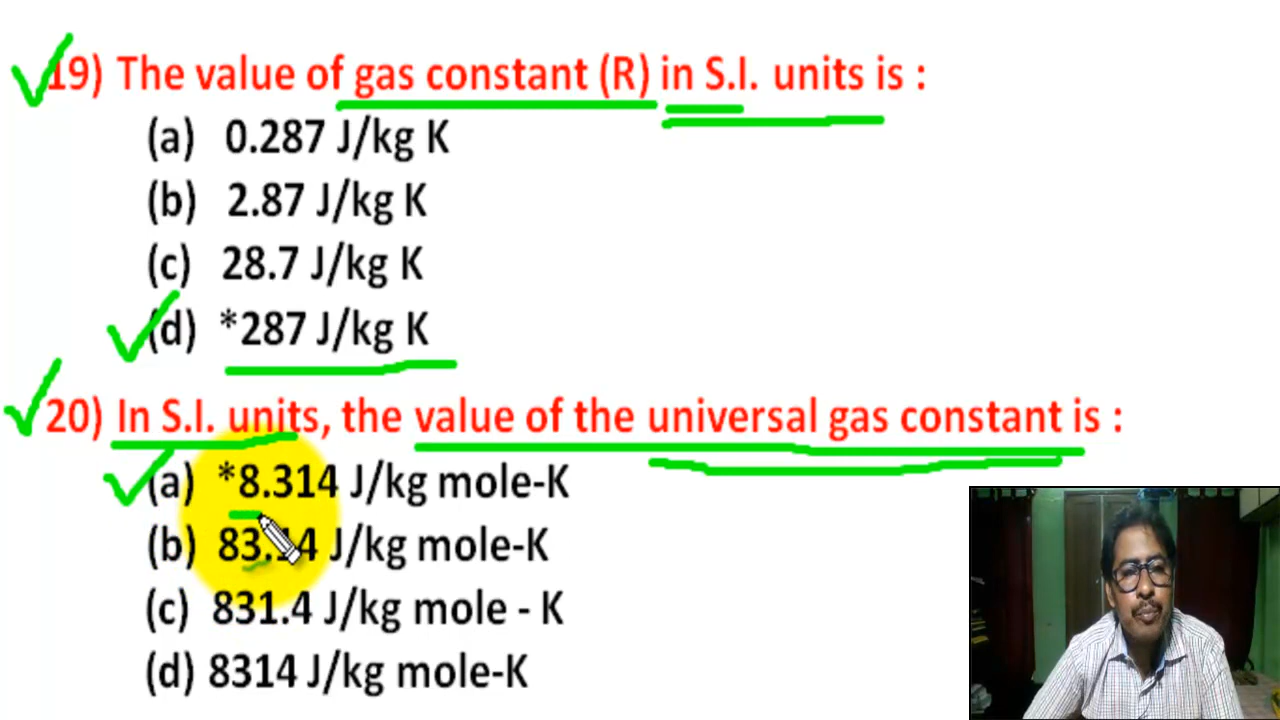 19) The value of gas constant (R) in S.I. units is :
(a) 0.287 J/kg K
(b) 2.87 J/kg K
(c) 28.7 J/kg K
(d) *287 J/kg K
20) In S.I. units, the value of the universal gas constant is :
(a) *8.314 J/kg mole-K
(b) 83.14 J/kg mole-K
(c) 831.4 J/kg mole - K
(d) 8314 J/kg mole-K